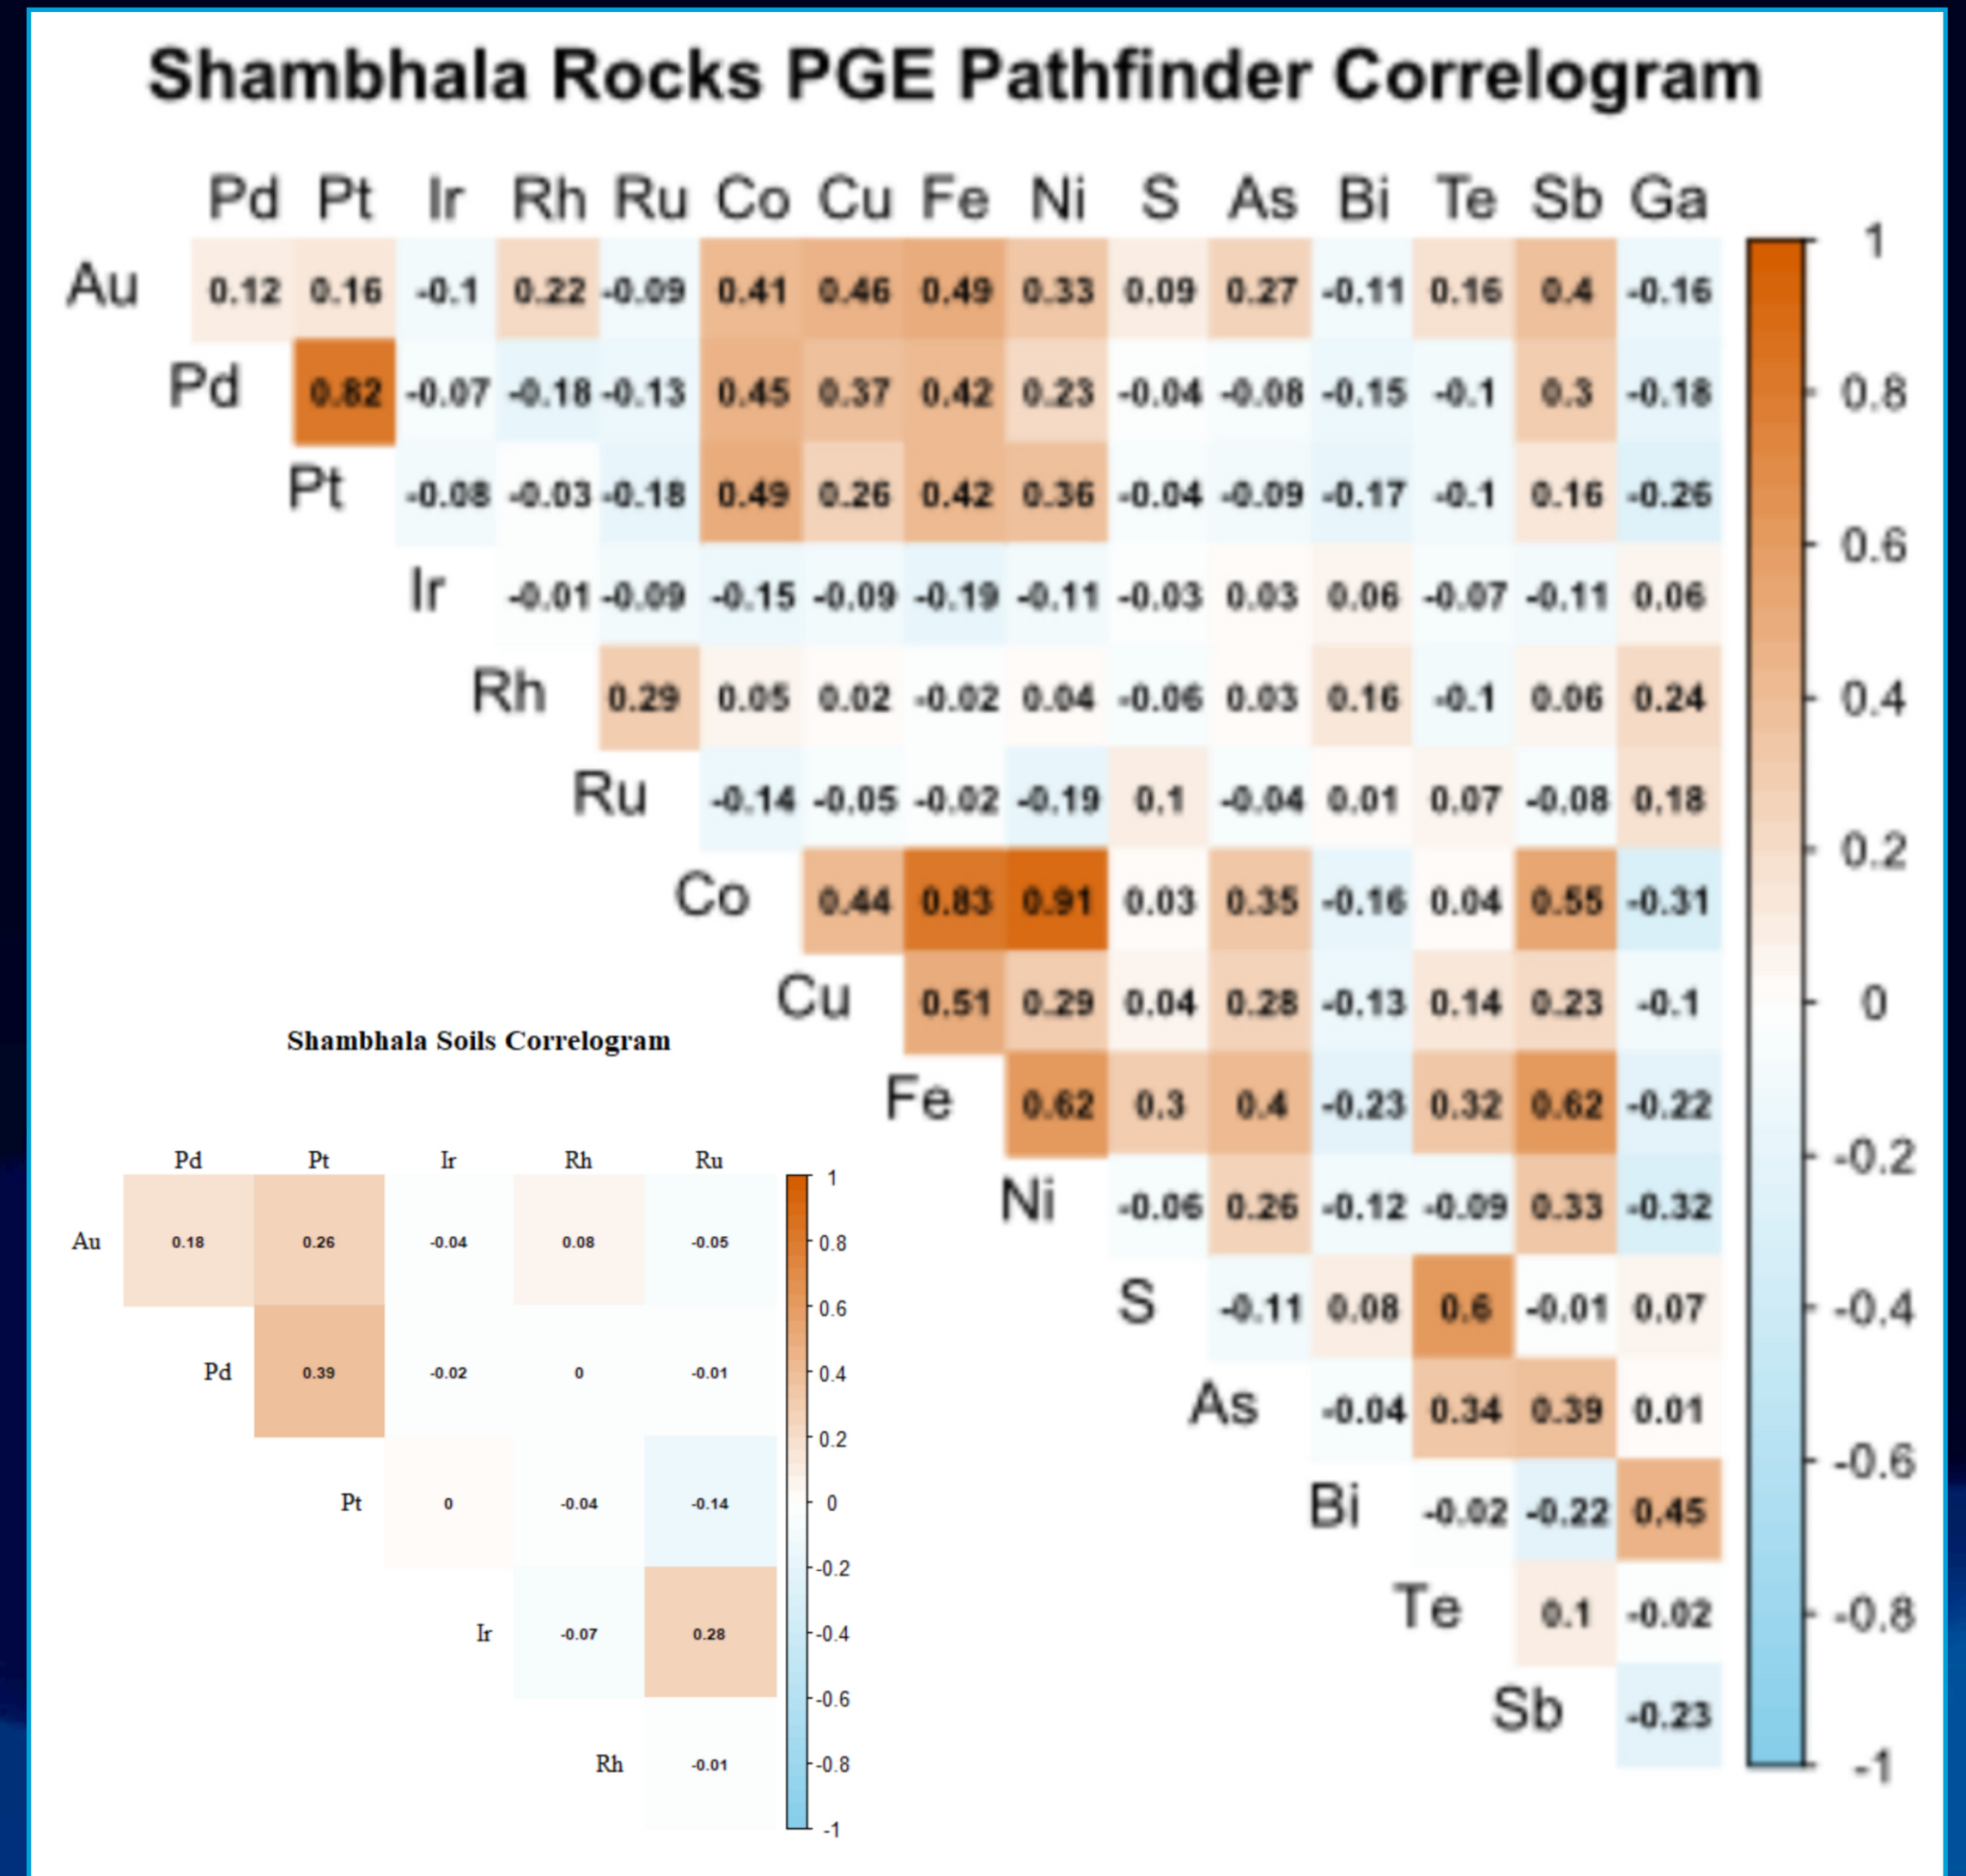 Shambhala Rocks PGE Pathfinder Correlogram
Pd Pt Ir Rh Ru Co Cu Fe Ni S As Bi Te Sb Ga
Au 0.12 0.16 -0.1 0.22 -0.09 0.41 0.46 0.49 0.33 0.09 0.27 -0.11 0.16 0.4 -0.16
Pd 0.82 -0.07 -0.18 -0.13 0.45 0.37 0.42 0.23 -0.04 -0.08 -0.15 -0.1 0.3 -0.18
Pt -0.08 -0.03 -0.18 0.49 0.26 0.42 0.36 -0.04 -0.09 -0.17 -0.1 0.16 -0.26
Ir -0.01 -0.09 -0.15 -0.09 -0.19 -0.11 -0.03 0.03 0.06 -0.07 -0.11 0.06
Rh 0.29 0.05 0.02 -0.02 0.04 -0.06 0.03 0.16 -0.1 0.06 0.24
Ru -0.14 -0.05 -0.02 -0.19 0.1 -0.04 0.01 0.07 -0.08 0.18
Co 0.44 0.83 0.91 0.03 0.35 -0.16 0.04 0.55 -0.31
Cu 0.51 0.29 0.04 0.28 -0.13 0.14 0.23 -0.1
Fe 0.62 0.3 0.4 -0.23 0.32 0.62 -0.22
Ni -0.06 0.26 -0.12 -0.09 0.33 -0.32
S -0.11 0.08 0.6 -0.01 0.07
As -0.04 0.34 0.39 0.01
Bi -0.02 -0.22 0.45
Te 0.1 -0.02
Sb -0.23
1
0.8
0.6
0.4
0.2
0
-0.2
-0.4
-0.6
-0.8
-1
Shambhala Soils Correlogram
Pd Pt Ir Rh Ru
Au 0.18 0.26 -0.04 0.08 -0.05
Pd 0.39 -0.02 0 -0.01
Pt 0 -0.04 -0.14
Ir -0.07 0.28
Rh -0.01
1
0.8
0.6
0.4
0.2
0
-0.2
-0.4
-0.6
-0.8
-1